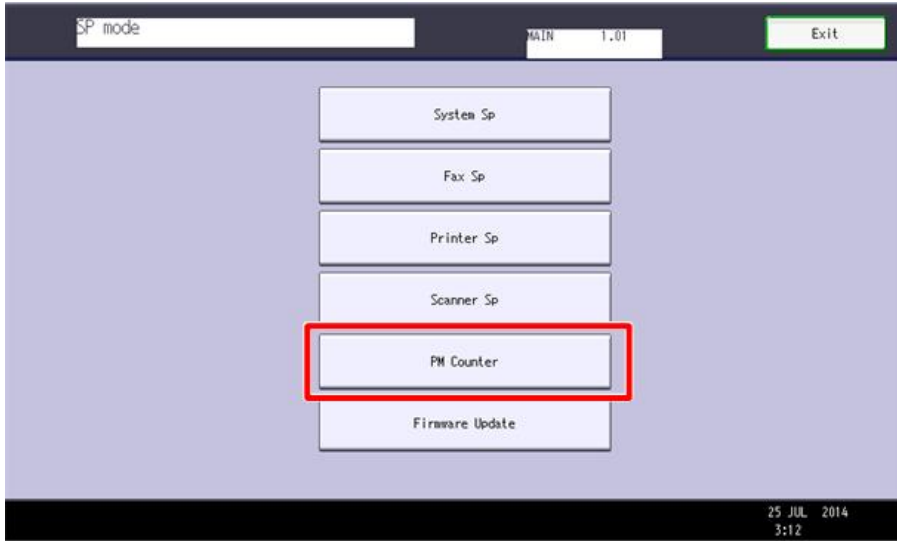 SP mode
MAIN 1.01
Exit
System Sp
Fax Sp
Printer Sp
Scanner Sp
PM Counter
Firmware Update
25 JUL 2014
3:12